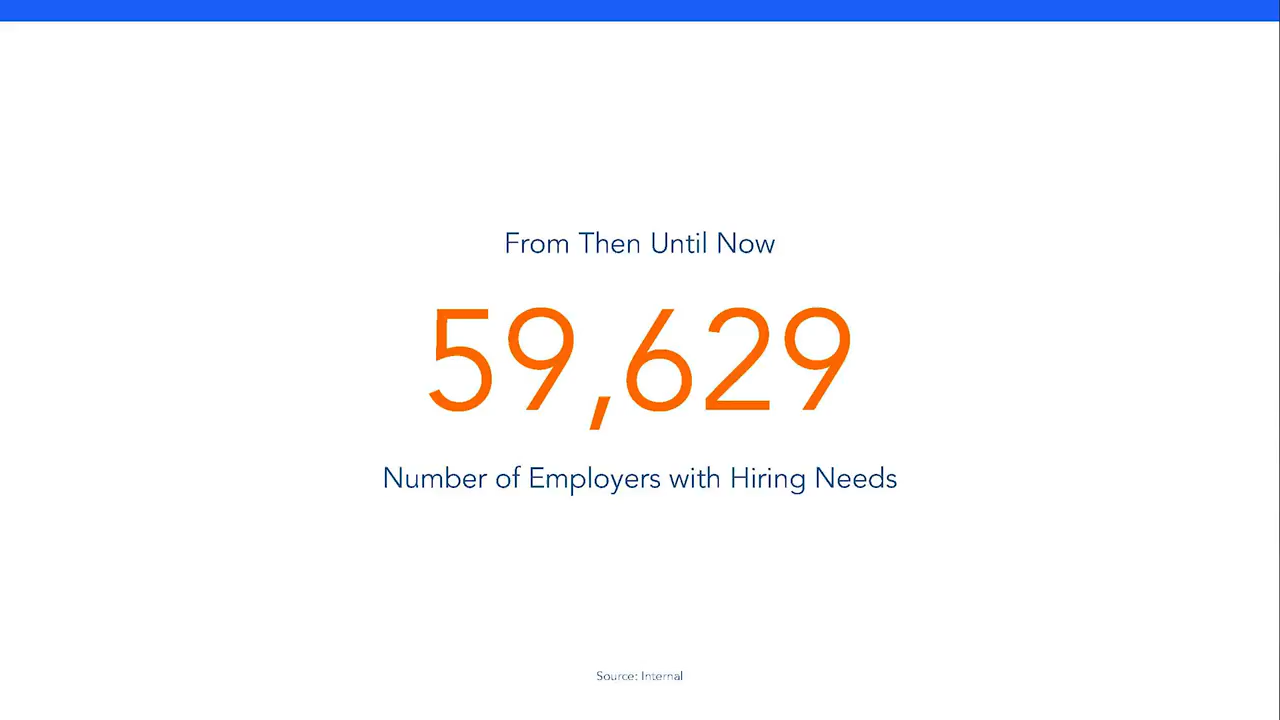 From Then Until Now
59,629
Number of Employers with Hiring Needs
Source: Internal